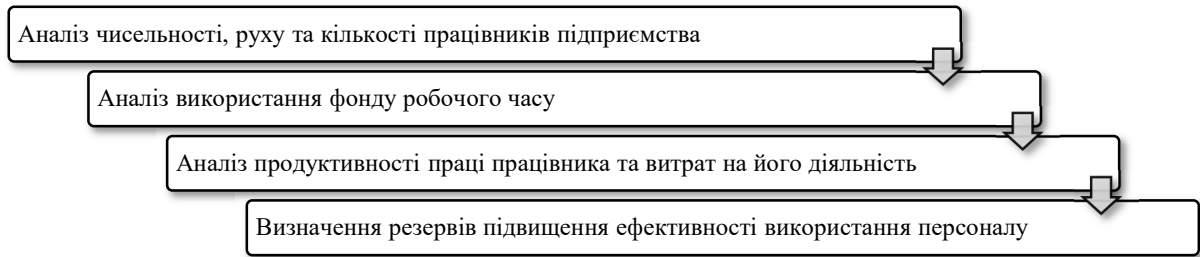 Аналіз чисельності, руху та кількості працівників підприємства
Аналіз використання фонду робочого часу
Аналіз продуктивності праці працівника та витрат на його діяльність
Визначення резервів підвищення ефективності використання персоналу